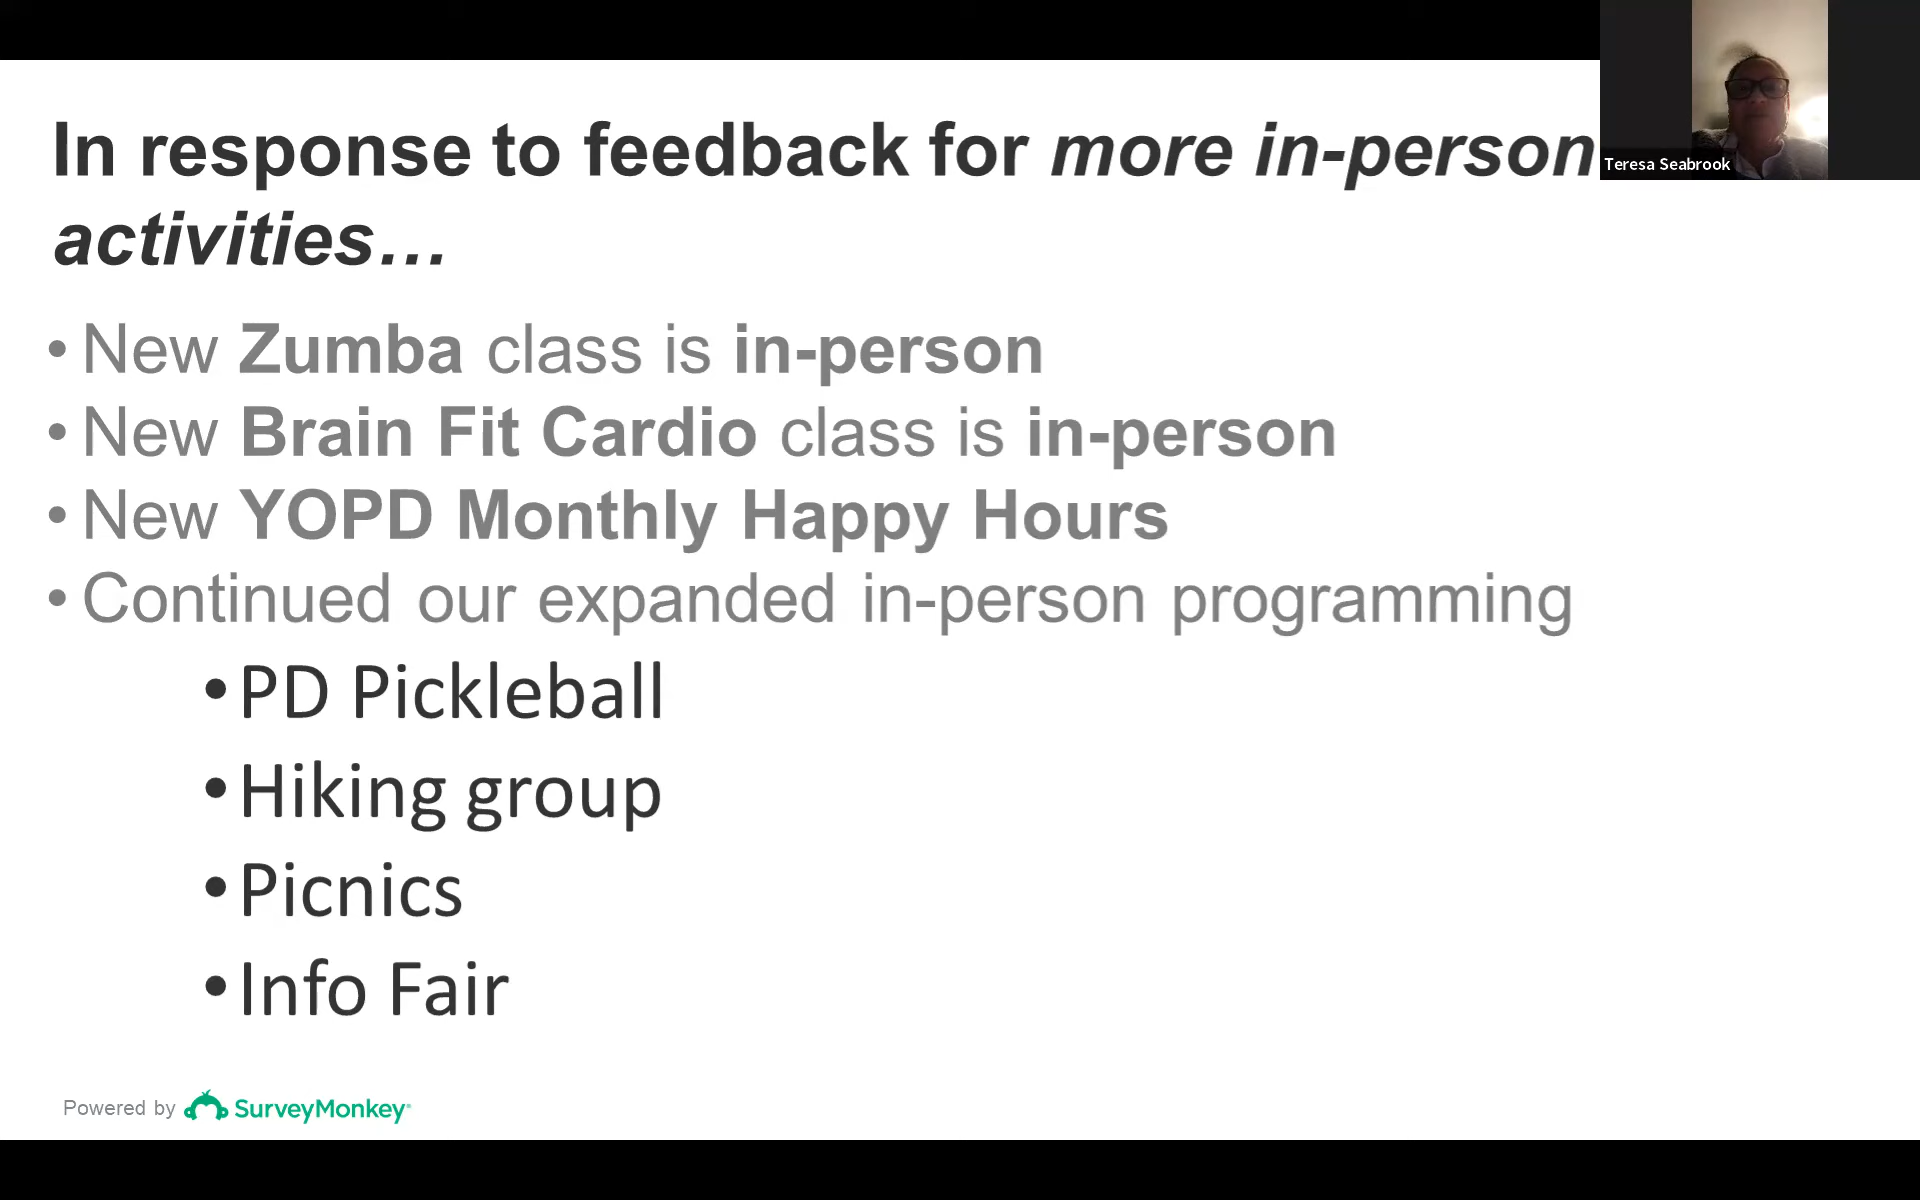 In response to feedback for more in-person
activities…
• New Zumba class is in-person
• New Brain Fit Cardio class is in-person
• New YOPD Monthly Happy Hours
• Continued our expanded in-person programming
• PD Pickleball
• Hiking group
• Picnics
• Info Fair
Powered by SurveyMonkey
Teresa Seabrook